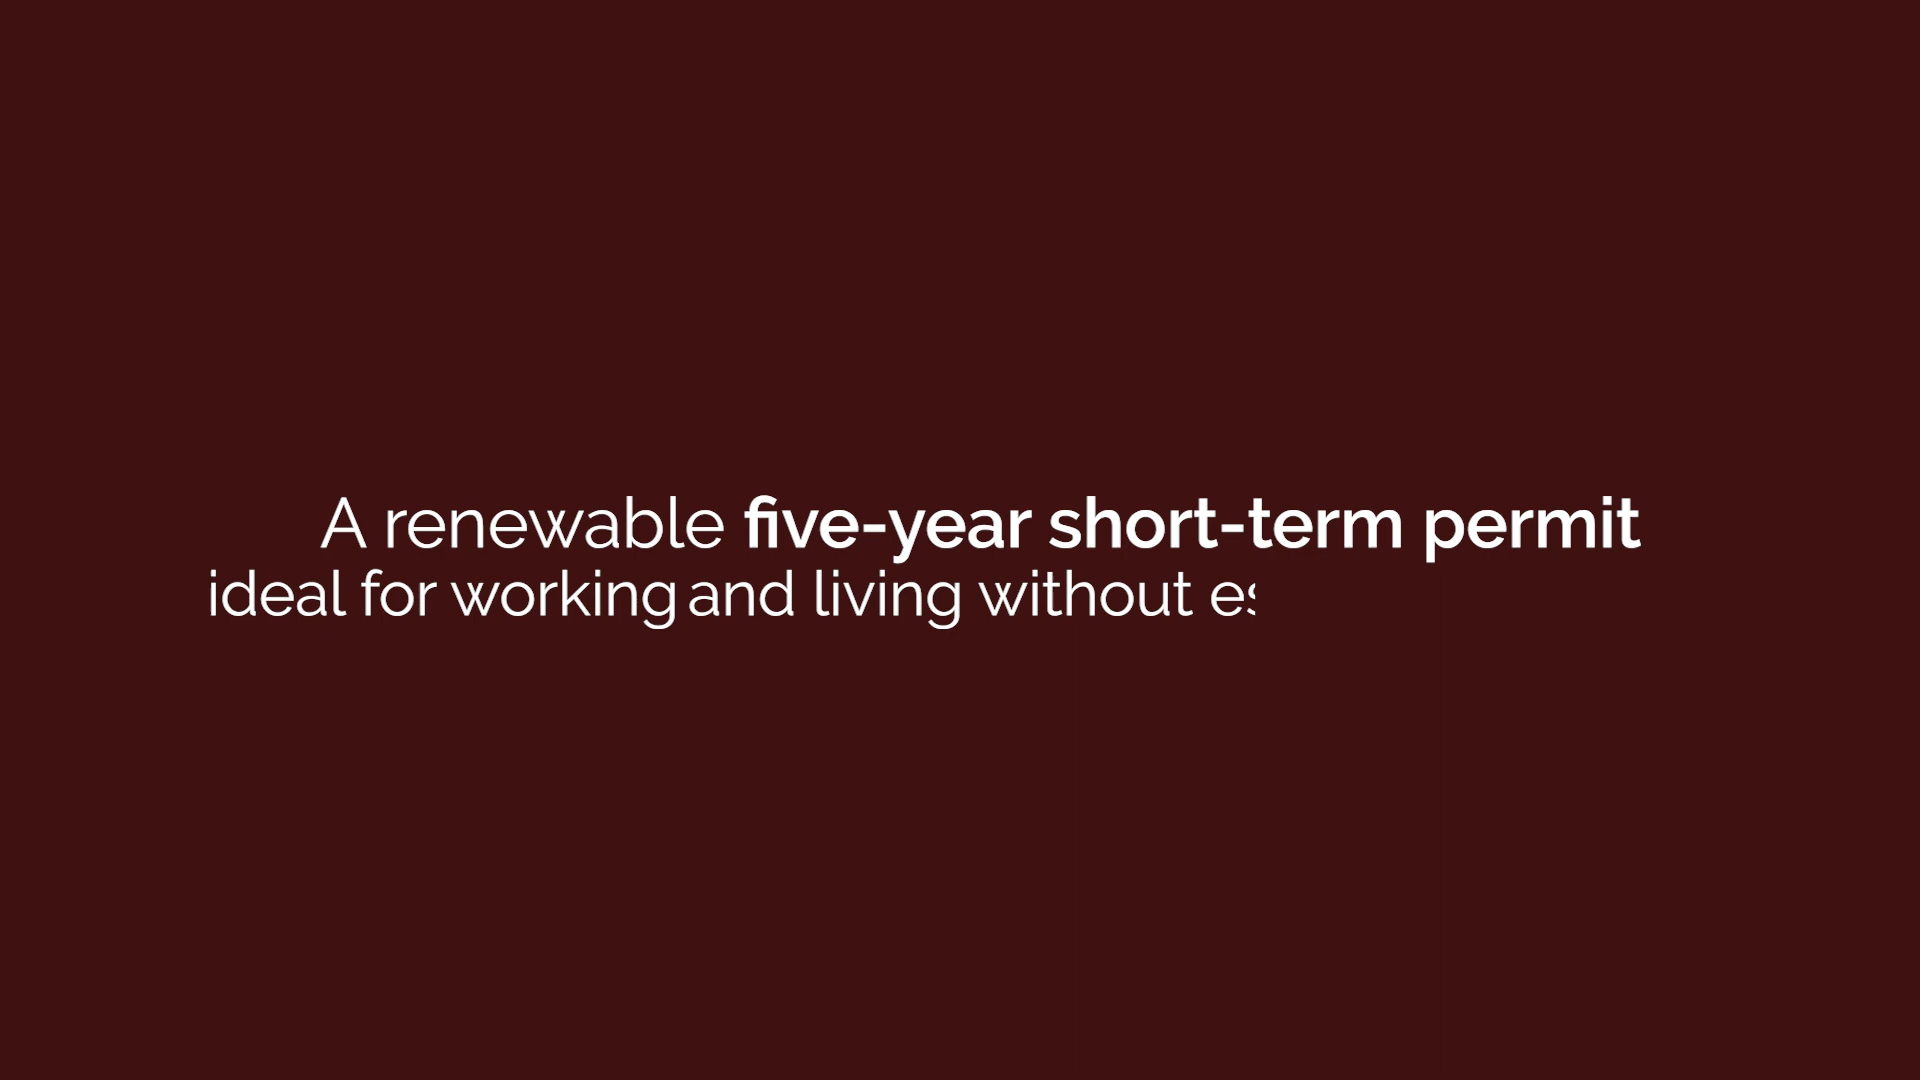 A renewable five-year short-term permit
ideal for working and living without